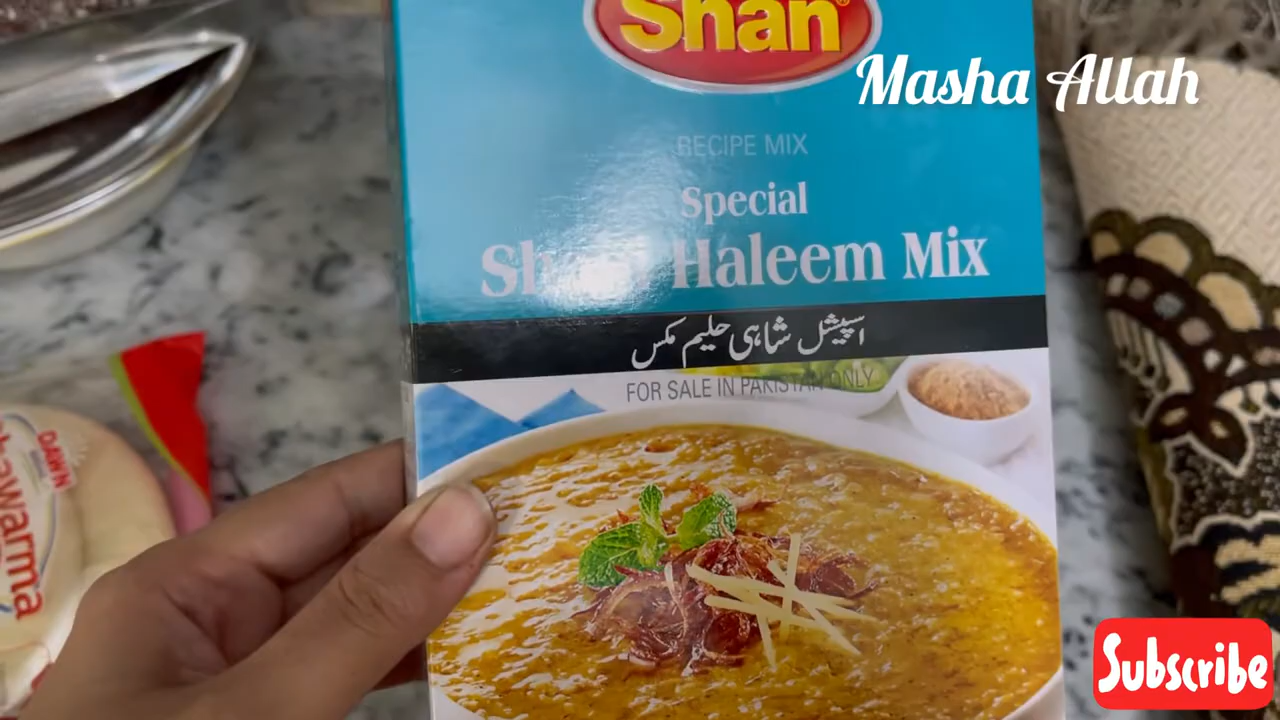 Shan
Masha Allah
RECIPE MIX
Special
Haleem Mix
اسپیشل شاہی حلیم مکس
FOR SALE IN PAKISTAN ONLY
DAWN
Shawarma
Subscribe